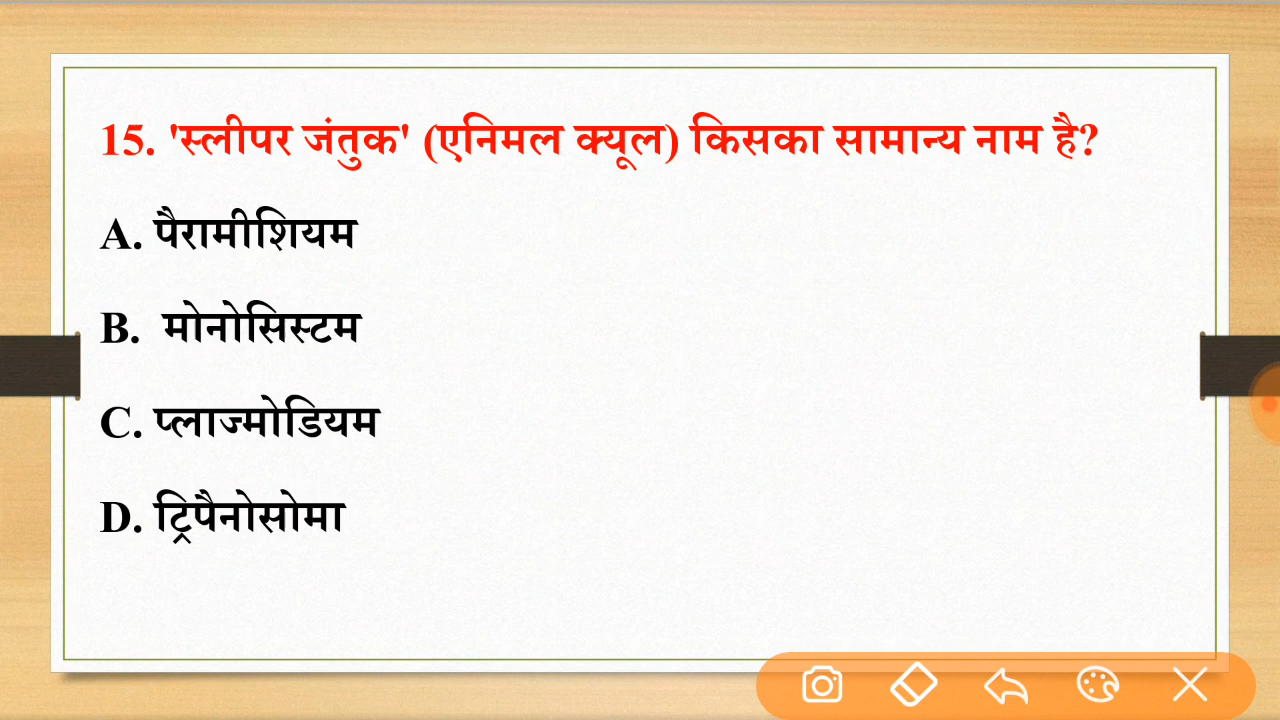 15. 'स्लीपर जंतुक' (एनिमल क्यूल) किसका सामान्य नाम है?
A. पैरामीशियम
B. मोनोसिस्टम
C. प्लाज्मोडियम
D. ट्रिपैनोसोमा